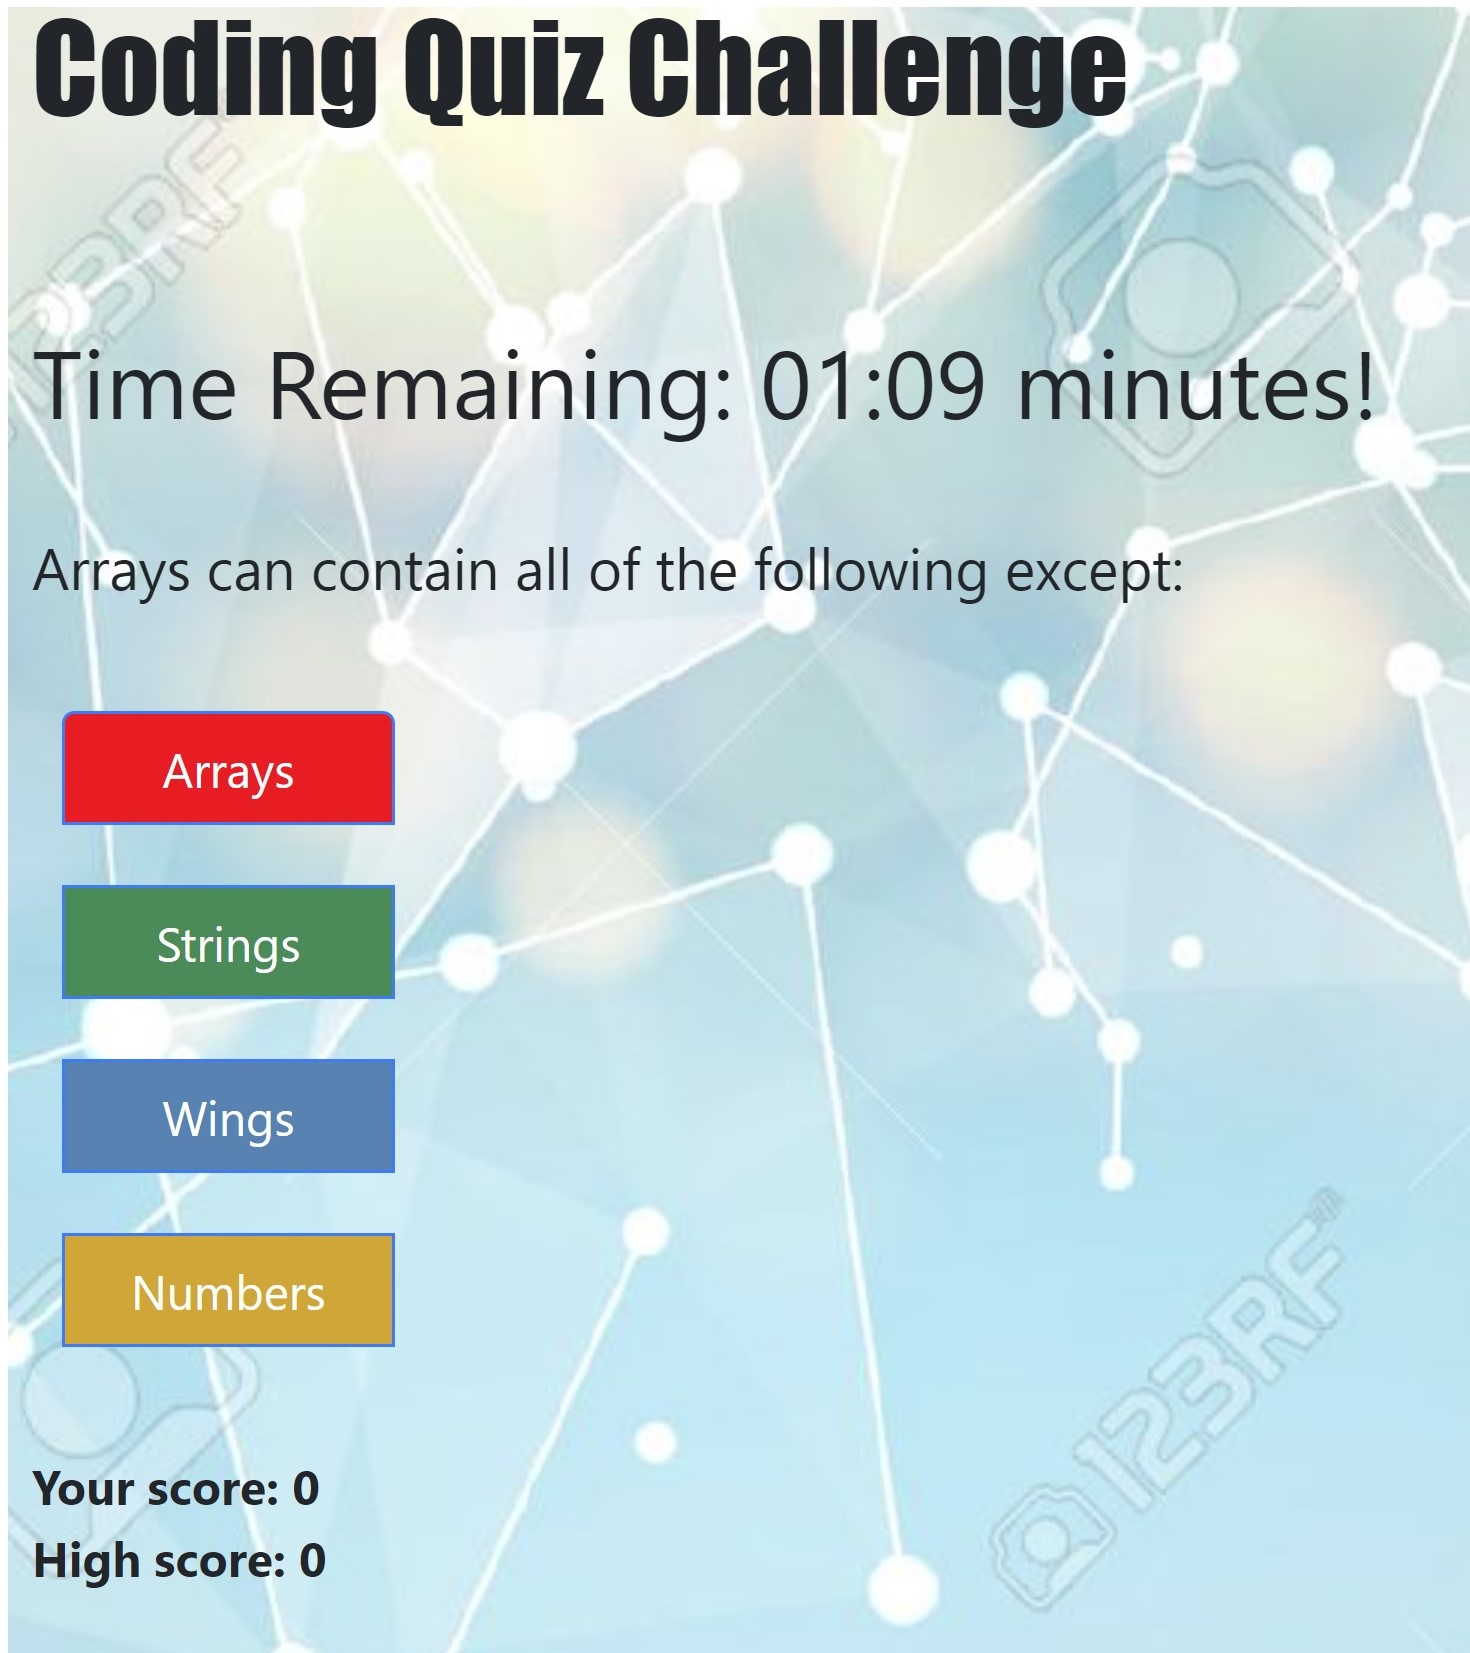 Coding Quiz Challenge
Time Remaining: 01:09 minutes!
Arrays can contain all of the following except:
Arrays
Strings
Wings
Numbers
Your score: 0
High score: 0
123RF
123RF